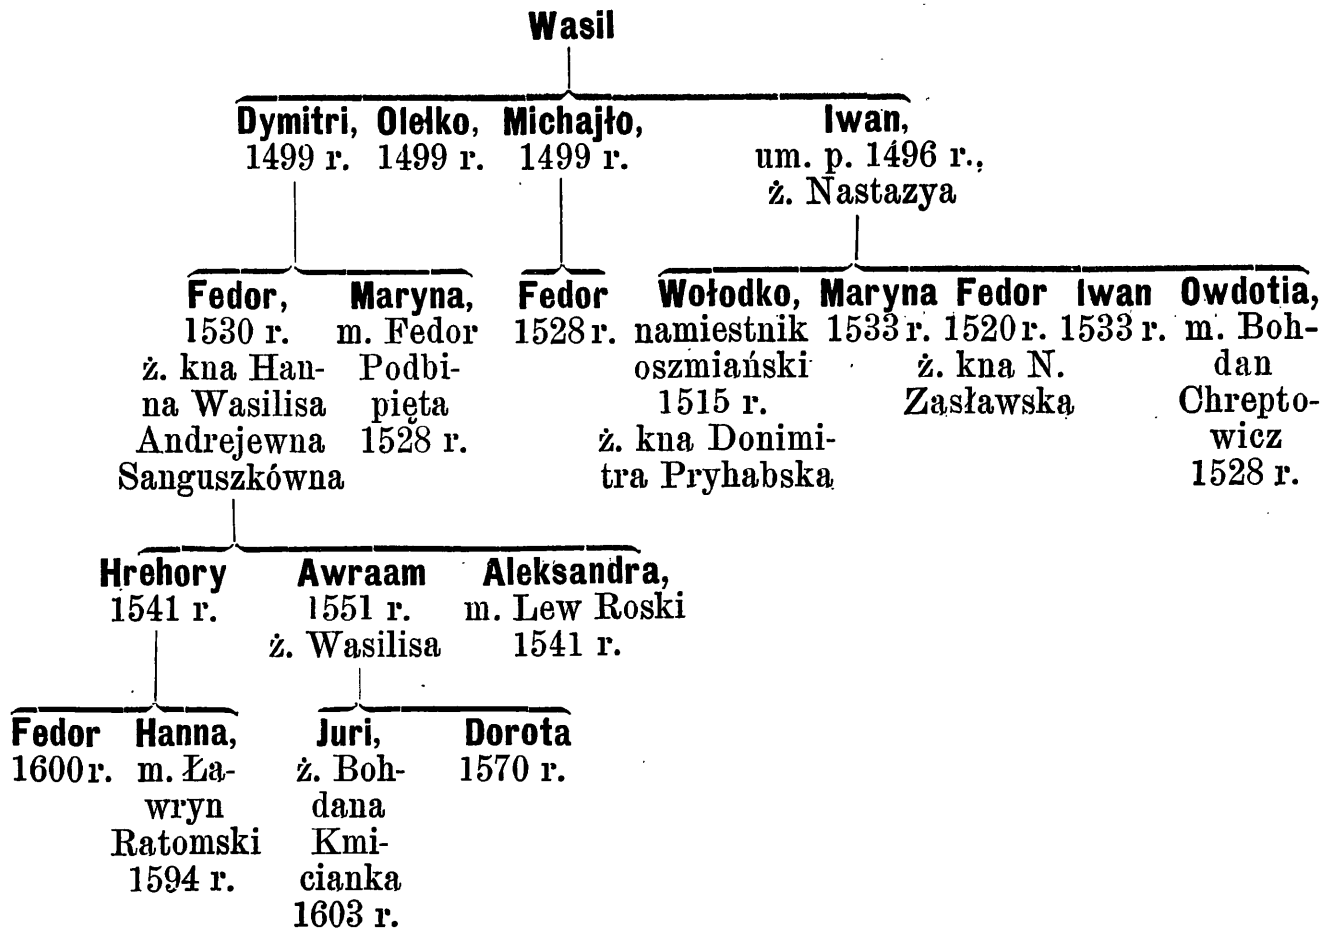 Wasil
Dymitri, Olełko, Michajło, Iwan,
1499 r. 1499 r. 1499 r. um. p. 1496 r.,
ż. Nastazya
Fedor, Maryna, Fedor Wołodko, Maryna Fedor Iwan Owdotia,
1530 r. m. Fedor 1528 r. namiestnik 1533 r. 1520 r. 1533 r. m. Boh-
ż. kna Han- Podbi- oszmiański ż. kna N. dan
na Wasilisa pięta 1515 r. Zasławska Chrepto-
Andrejewna 1528 r. ż. kna Donimi- wicz
Sanguszkówna tra Pryhabska 1528 r.
Hrehory Awraam Aleksandra,
1541 r. 1551 r. m. Lew Roski
ż. Wasilisa 1541 r.
Fedor Hanna, Juri, Dorota
1600 r. m. Ła- ż. Boh- 1570 r.
wryn dana
Ratomski Kmi-
1594 r. cianka
1603 r.